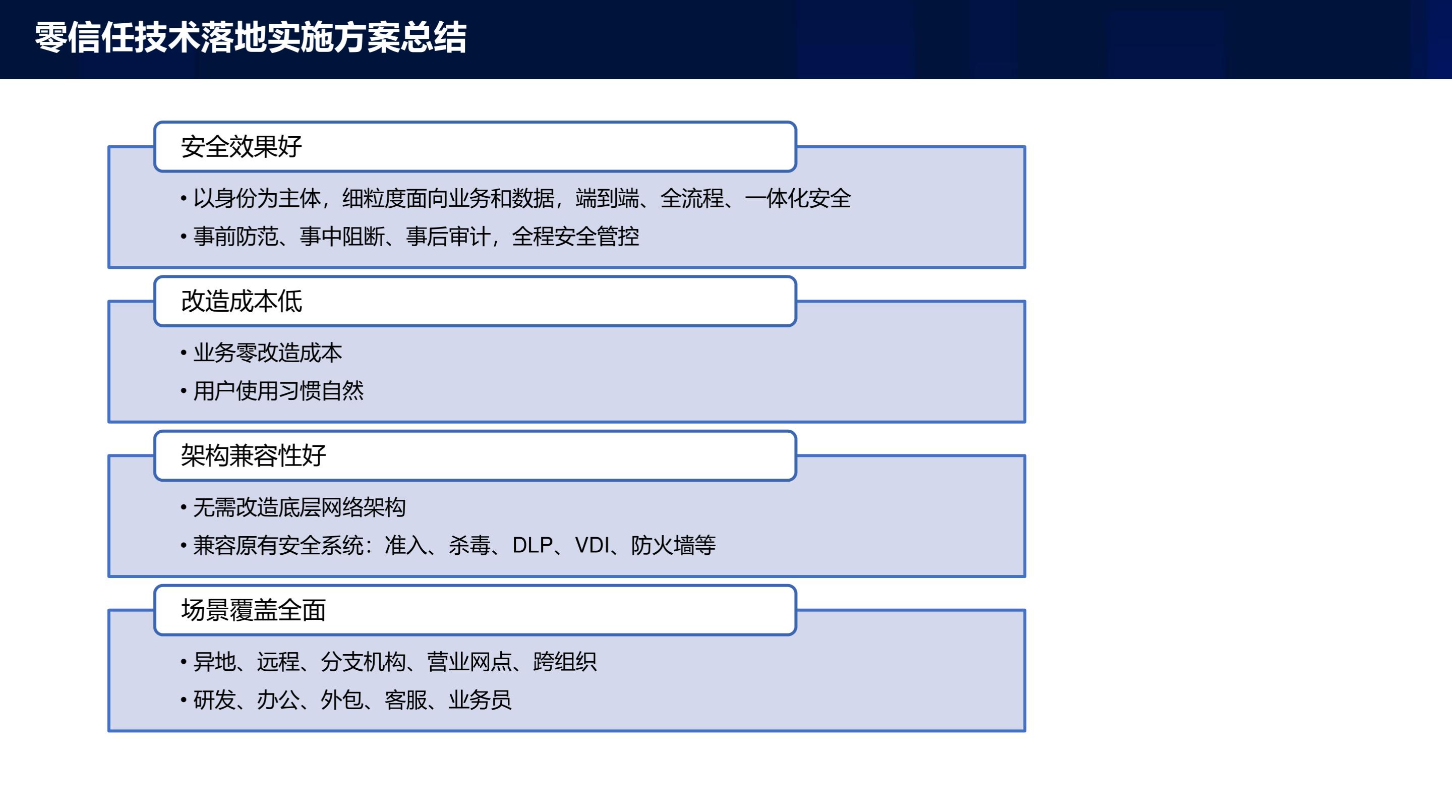 零信任技术落地实施方案总结
安全效果好
• 以身份为主体，细粒度面向业务和数据，端到端、全流程、一体化安全
• 事前防范、事中阻断、事后审计，全程安全管控
改造成本低
• 业务零改造成本
• 用户使用习惯自然
架构兼容性好
• 无需改造底层网络架构
• 兼容原有安全系统：准入、杀毒、DLP、VDI、防火墙等
场景覆盖全面
• 异地、远程、分支机构、营业网点、跨组织
• 研发、办公、外包、客服、业务员